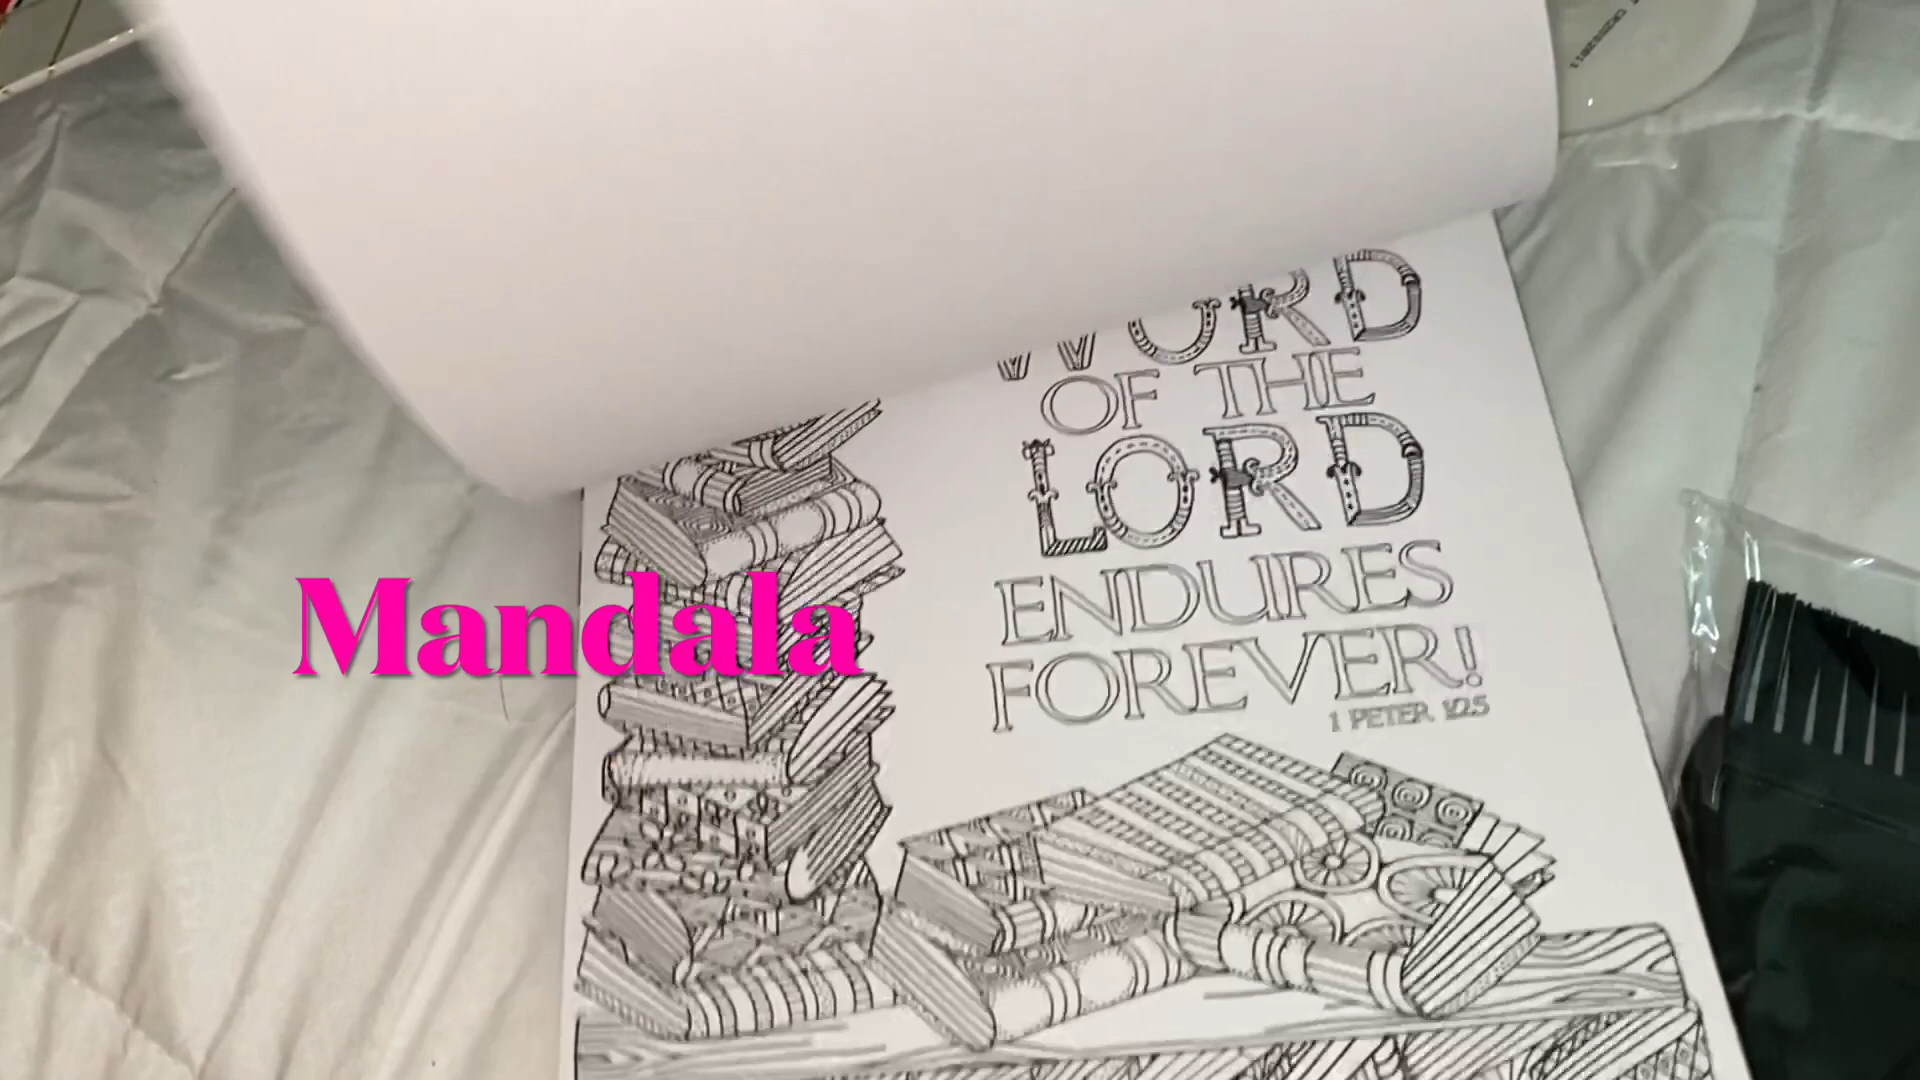 WORD
OF THE
LORD
ENDURES
FOREVER!
1 PETER 1:25
Mandala